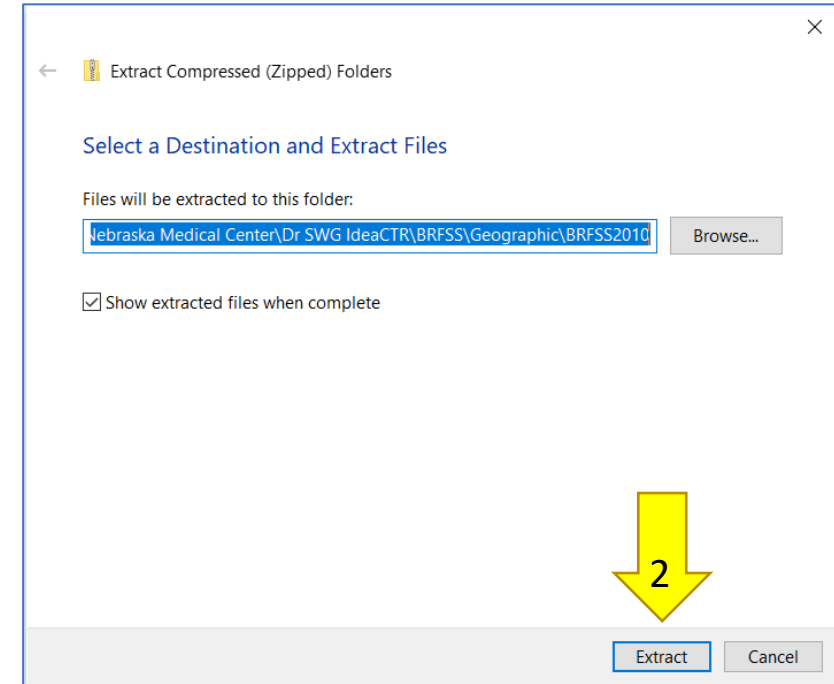 Extract Compressed (Zipped) Folders
Select a Destination and Extract Files
Files will be extracted to this folder:
Nebraska Medical Center\Dr SWG IdeaCTR\BRFSS\Geographic\BRFSS2010
Browse...
Show extracted files when complete
2
Extract
Cancel